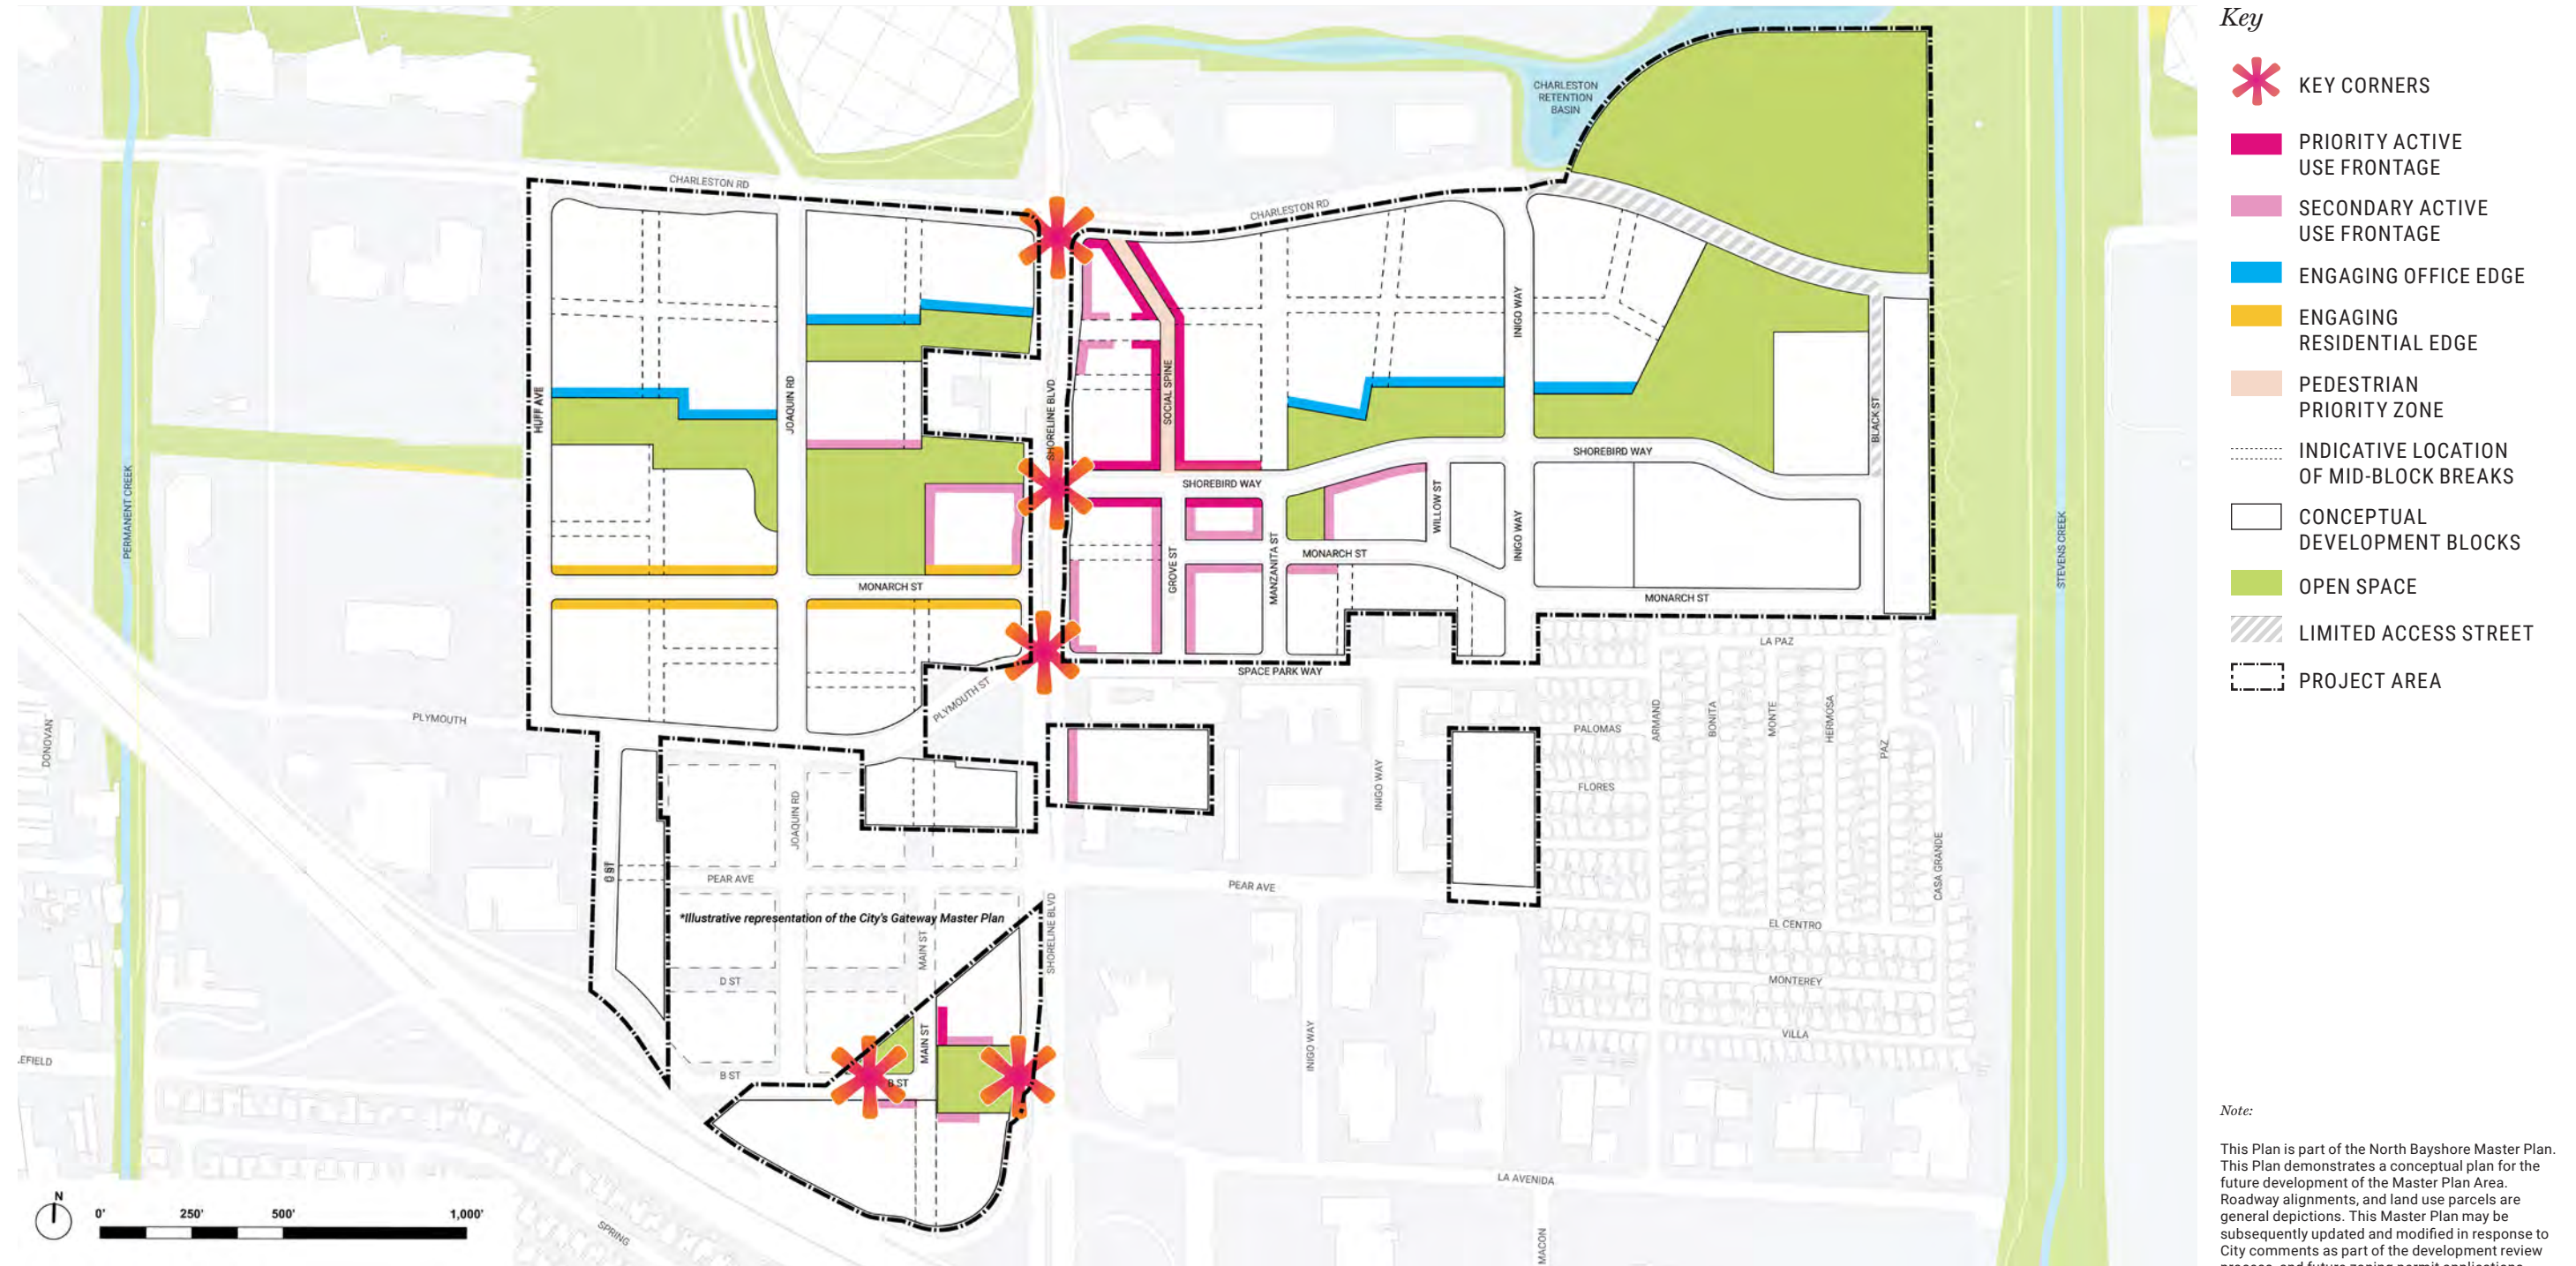 Key
KEY CORNERS
PRIORITY ACTIVE
USE FRONTAGE
SECONDARY ACTIVE
USE FRONTAGE
ENGAGING OFFICE EDGE
ENGAGING
RESIDENTIAL EDGE
PEDESTRIAN
PRIORITY ZONE
INDICATIVE LOCATION
OF MID-BLOCK BREAKS
CONCEPTUAL
DEVELOPMENT BLOCKS
OPEN SPACE
LIMITED ACCESS STREET
PROJECT AREA
Note:
This Plan is part of the North Bayshore Master Plan.
This Plan demonstrates a conceptual plan for the
future development of the Master Plan Area.
Roadway alignments, and land use parcels are
general depictions. This Master Plan may be
subsequently updated and modified in response to
City comments as part of the development review
process, and future zoning permit applications
CHARLESTON
RETENTION
BASIN
CHARLESTON RD
CHARLESTON RD
HUFF AVE
JOAQUIN RD
SHORELINE BLVD
SOCIAL SPINE
INIGO WAY
BLACK ST
PERMANENT CREEK
STEVENS CREEK
SHOREBIRD WAY
SHOREBIRD WAY
WILLOW ST
INIGO WAY
GROVE ST
MANZANITA ST
MONARCH ST
MONARCH ST
MONARCH ST
SPACE PARK WAY
LA PAZ
PLYMOUTH ST
PLYMOUTH
DONOVAN
PALOMAS
ARMAND
BONITA
MONTE
HERMOSA
PAZ
FLORES
INIGO WAY
JOAQUIN RD
CASA GRANDE
C ST
PEAR AVE
PEAR AVE
*Illustrative representation of the City's Gateway Master Plan
MAIN ST
SHORELINE BLVD
EL CENTRO
D ST
MONTEREY
MAIN ST
INIGO WAY
VILLA
LEFIELD
B ST
B ST
LA AVENIDA
MACON
SPRING
N
0' 250' 500' 1,000'